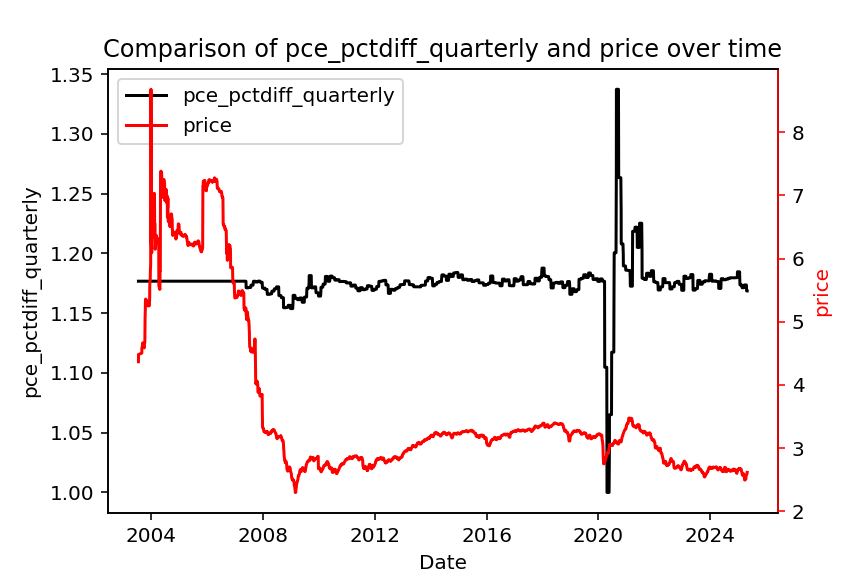 Comparison of pce_pctdiff_quarterly and price over time
pce_pctdiff_quarterly
price
pce_pctdiff_quarterly
1.35
1.30
1.25
1.20
1.15
1.10
1.05
1.00
8
7
6
5
4
3
2
price
2004 2008 2012 2016 2020 2024
Date